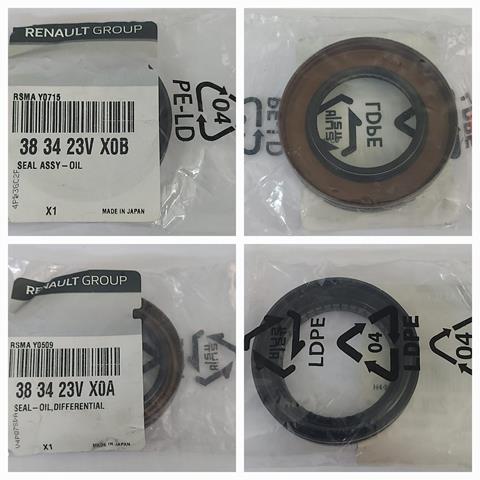 RENAULT GROUP
RSMA Y0715
38 34 23V X0B
SEAL ASSY-OIL
X1
MADE IN JAPAN
04
PE-LD
LDPE
RENAULT GROUP
RSMA Y0509
38 34 23V X0A
SEAL-OIL,DIFFERENTIAL
X1
MADE IN JAPAN
LDPE
04
04